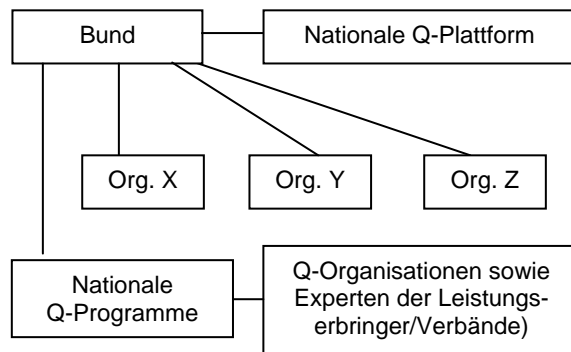 Bund
Nationale Q-Plattform
Org. X
Org. Y
Org. Z
Nationale
Q-Programme
Q-Organisationen sowie
Experten der Leistungs-
erbringer/Verbände)